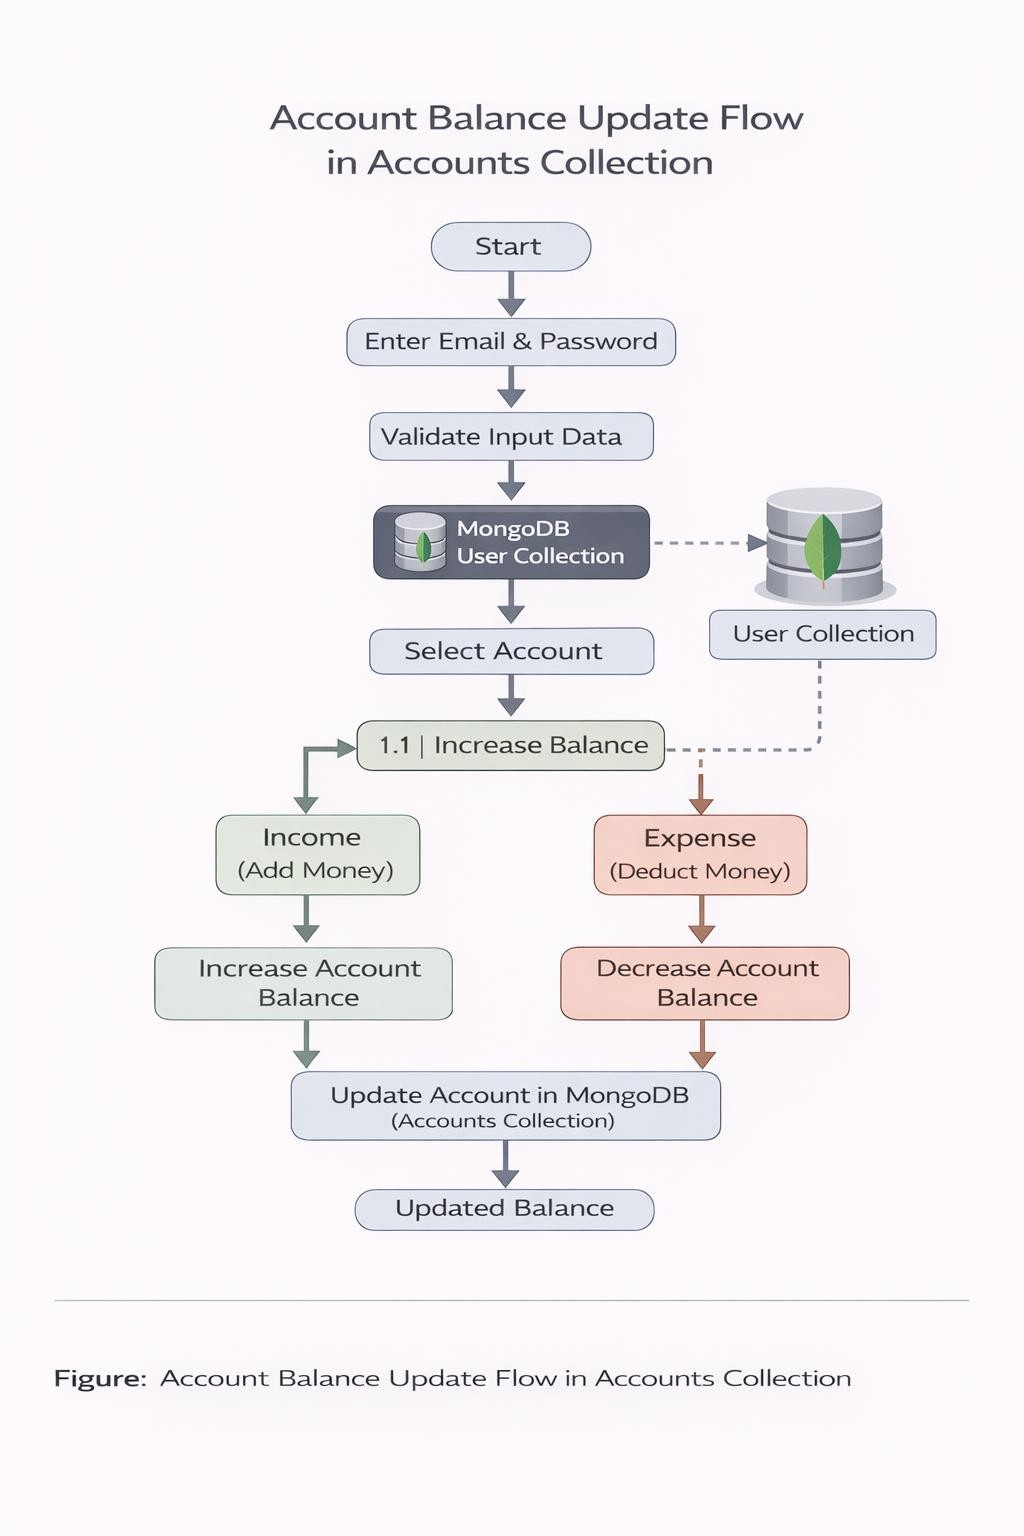 Account Balance Update Flow
in Accounts Collection
Start
Enter Email & Password
Validate Input Data
MongoDB
User Collection
User Collection
Select Account
1.1 | Increase Balance
Income
(Add Money)
Expense
(Deduct Money)
Increase Account
Balance
Decrease Account
Balance
Update Account in MongoDB
(Accounts Collection)
Updated Balance
Figure: Account Balance Update Flow in Accounts Collection